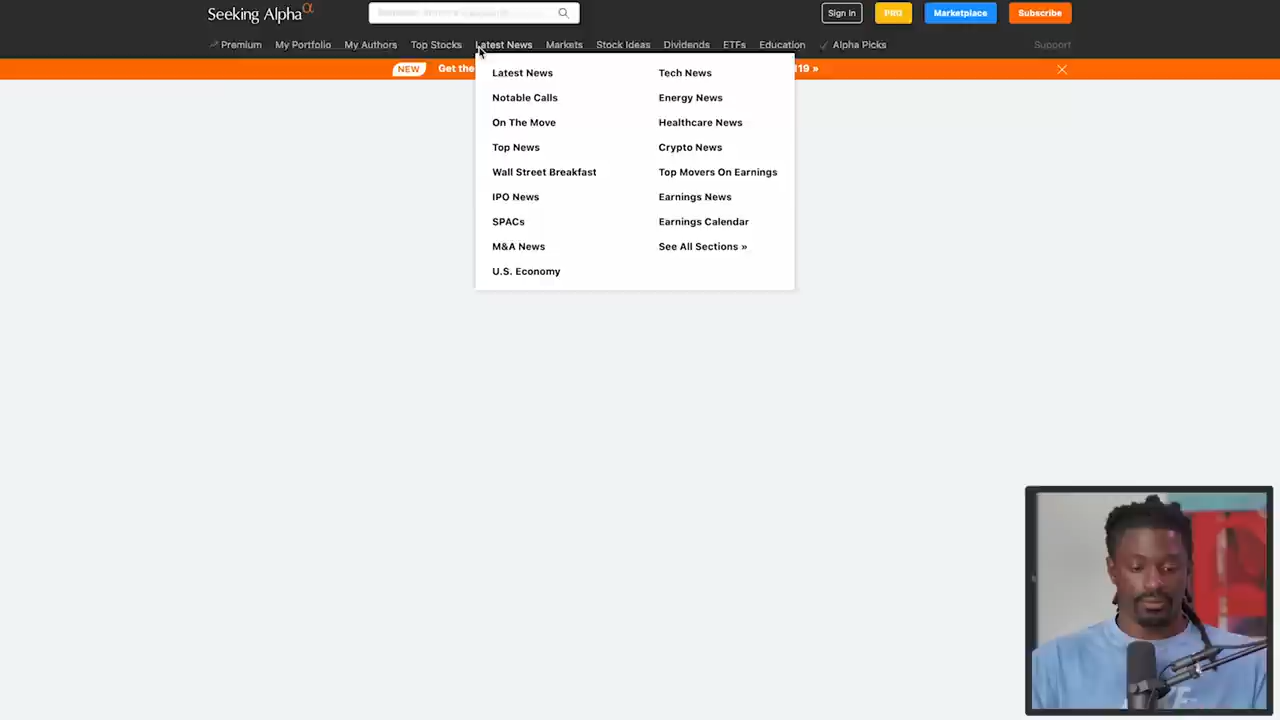 Seeking Alpha α
Sign In
PRO
Marketplace
Subscribe
Premium
My Portfolio
My Authors
Top Stocks
Latest News
Markets
Stock Ideas
Dividends
ETFs
Education
Alpha Picks
Support
NEW
Get the
119 »
Latest News
Notable Calls
On The Move
Top News
Wall Street Breakfast
IPO News
SPACs
M&A News
U.S. Economy
Tech News
Energy News
Healthcare News
Crypto News
Top Movers On Earnings
Earnings News
Earnings Calendar
See All Sections »